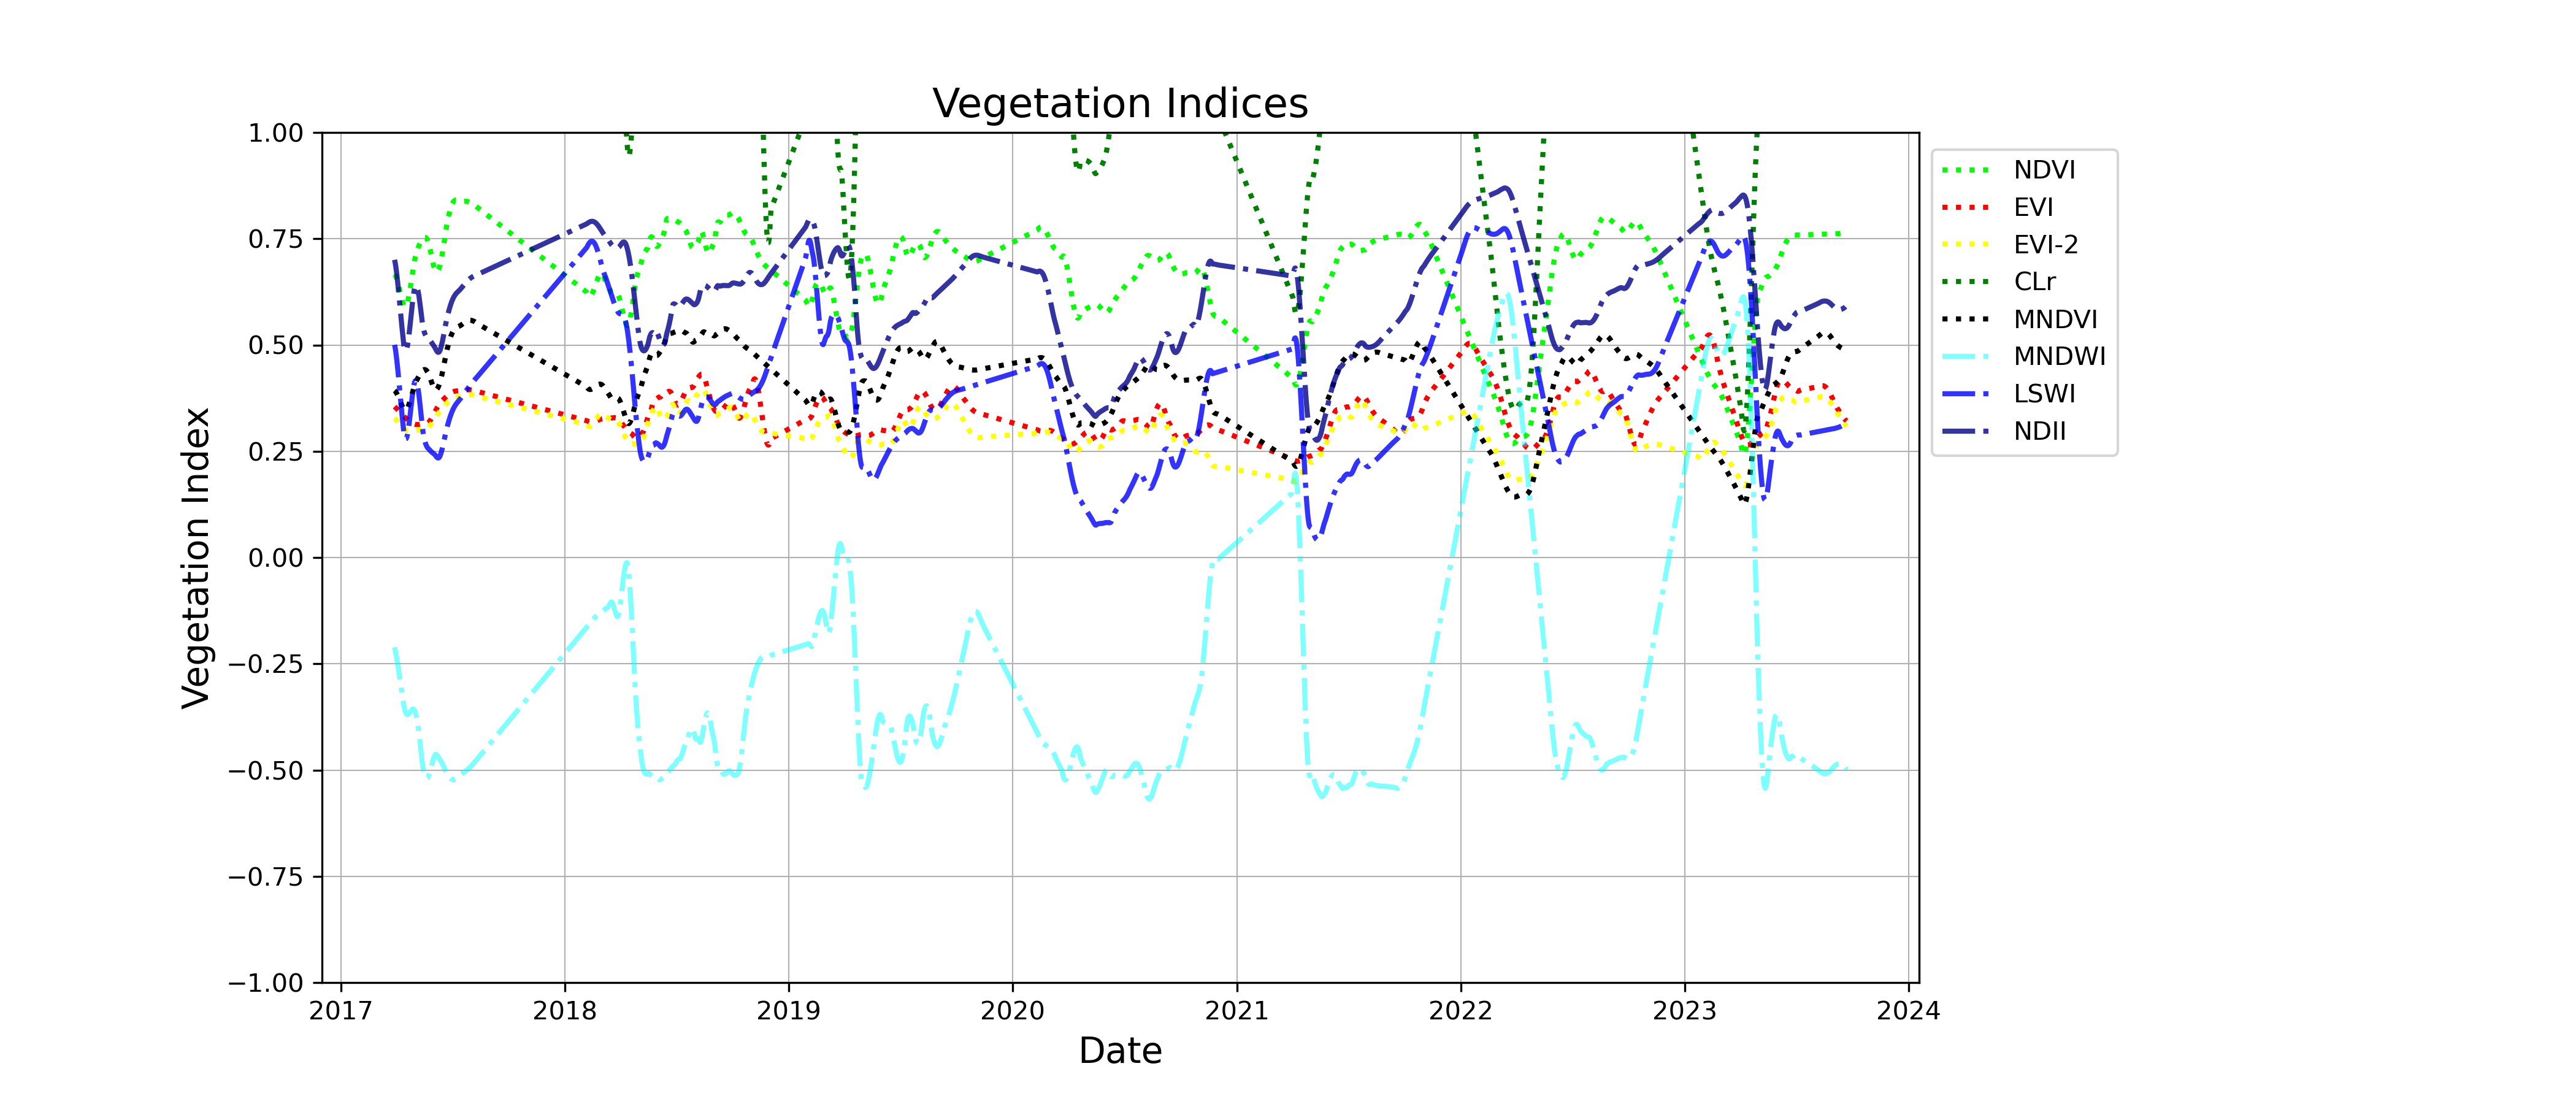 Vegetation Indices
1.00
0.75
0.50
0.25
0.00
−0.25
−0.50
−0.75
−1.00
Vegetation Index
2017 2018 2019 2020 2021 2022 2023 2024
Date
NDVI
EVI
EVI-2
CLr
MNDVI
MNDWI
LSWI
NDII